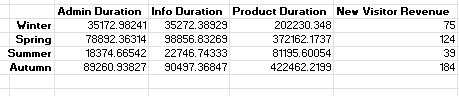 Admin Duration Info Duration Product Duration New Visitor Revenue
Winter 35172.98241 35272.38929 202230.348 75
Spring 78892.36314 98856.83269 372162.1737 124
Summer 18374.66542 22746.74333 81195.60054 39
Autumn 89260.93827 90497.36847 422462.2199 184